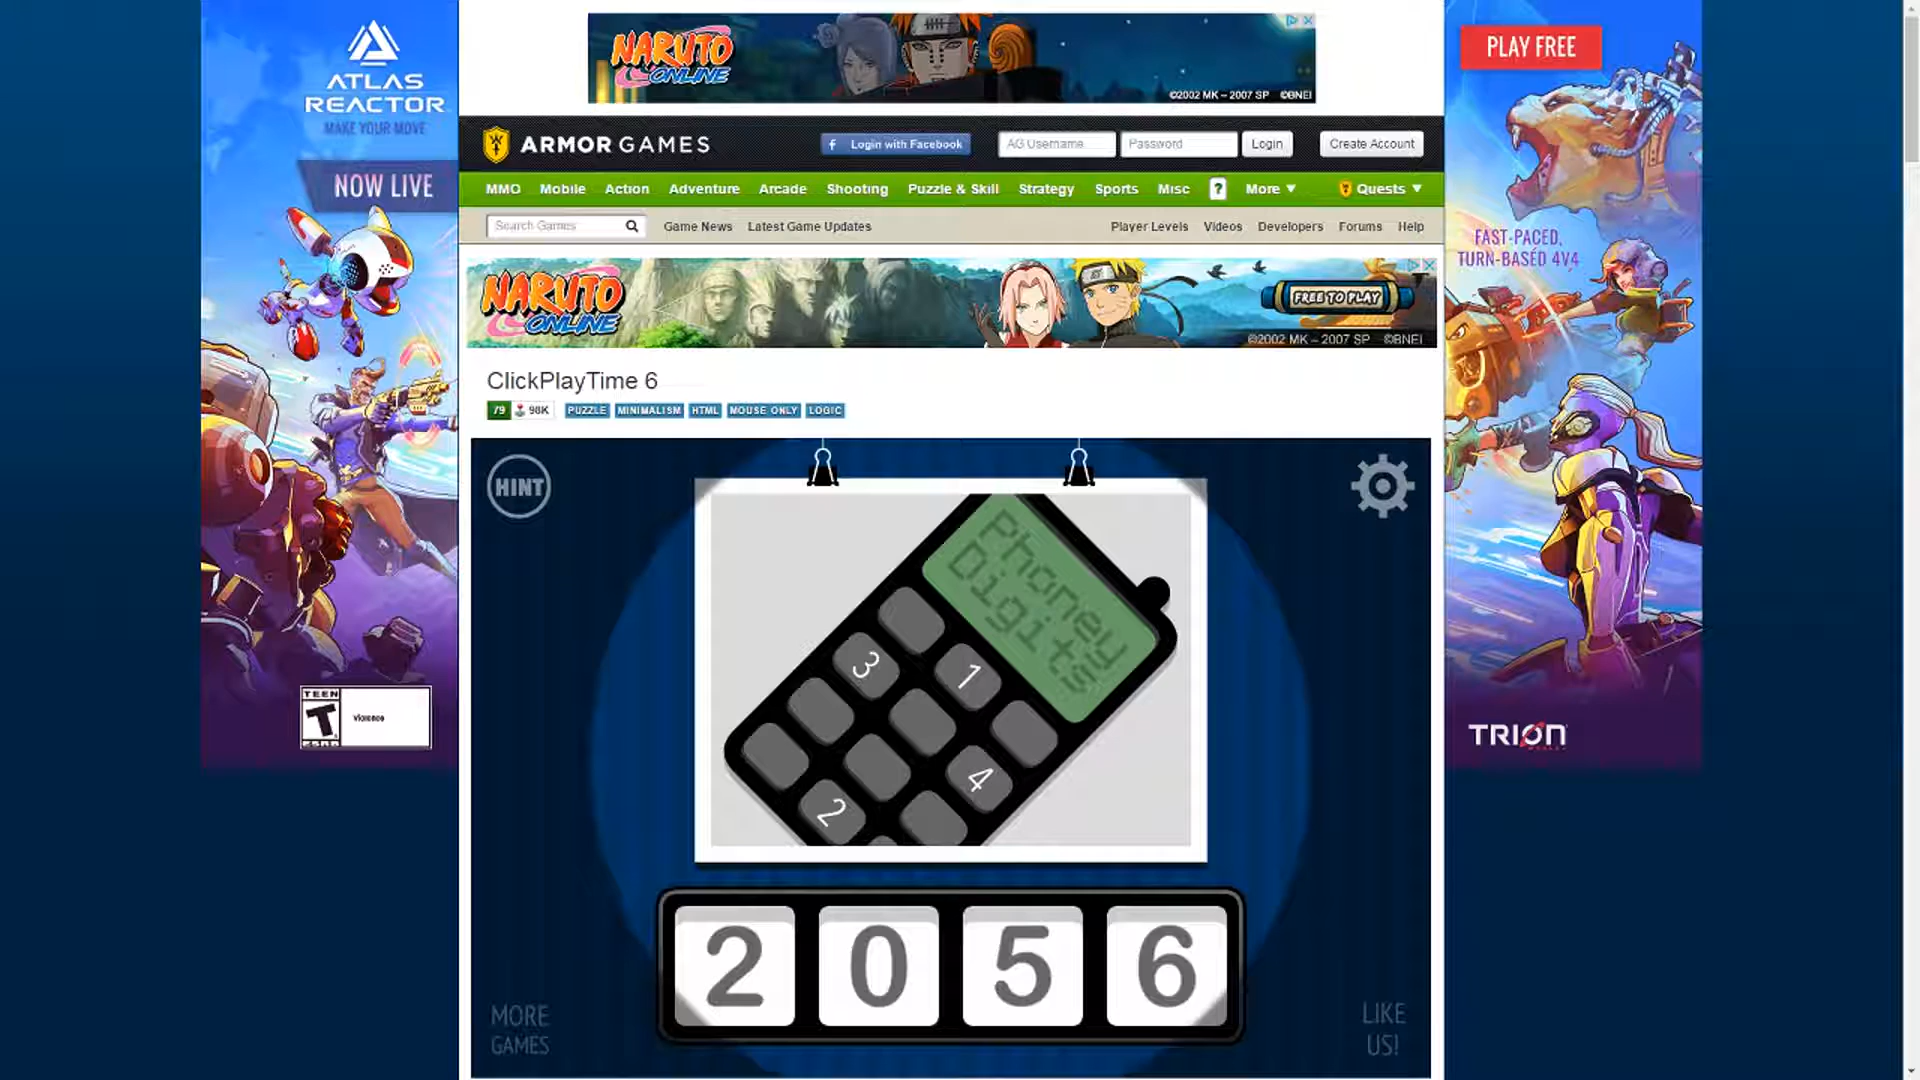 ATLAS
REACTOR
MAKE YOUR MOVE
NOW LIVE
TEEN
T
Violence
NARUTO
ONLINE
©2002 MK – 2007 SP ©BNEI
ARMOR GAMES
f Login with Facebook
AG Username
Password
Login
Create Account
MMO Mobile Action Adventure Arcade Shooting Puzzle & Skill Strategy Sports Misc ? More ▼ Quests ▼
Search Games
Game News Latest Game Updates
Player Levels Videos Developers Forums Help
NARUTO
ONLINE
FREE TO PLAY
©2002 MK – 2007 SP ©BNEI
ClickPlayTime 6
79 98K PUZZLE MINIMALISM HTML MOUSE ONLY LOGIC
HINT
Phoney
Digits
3
1
4
2
2 0 5 6
MORE
GAMES
LIKE
US!
PLAY FREE
FAST-PACED,
TURN-BASED 4V4
TRION